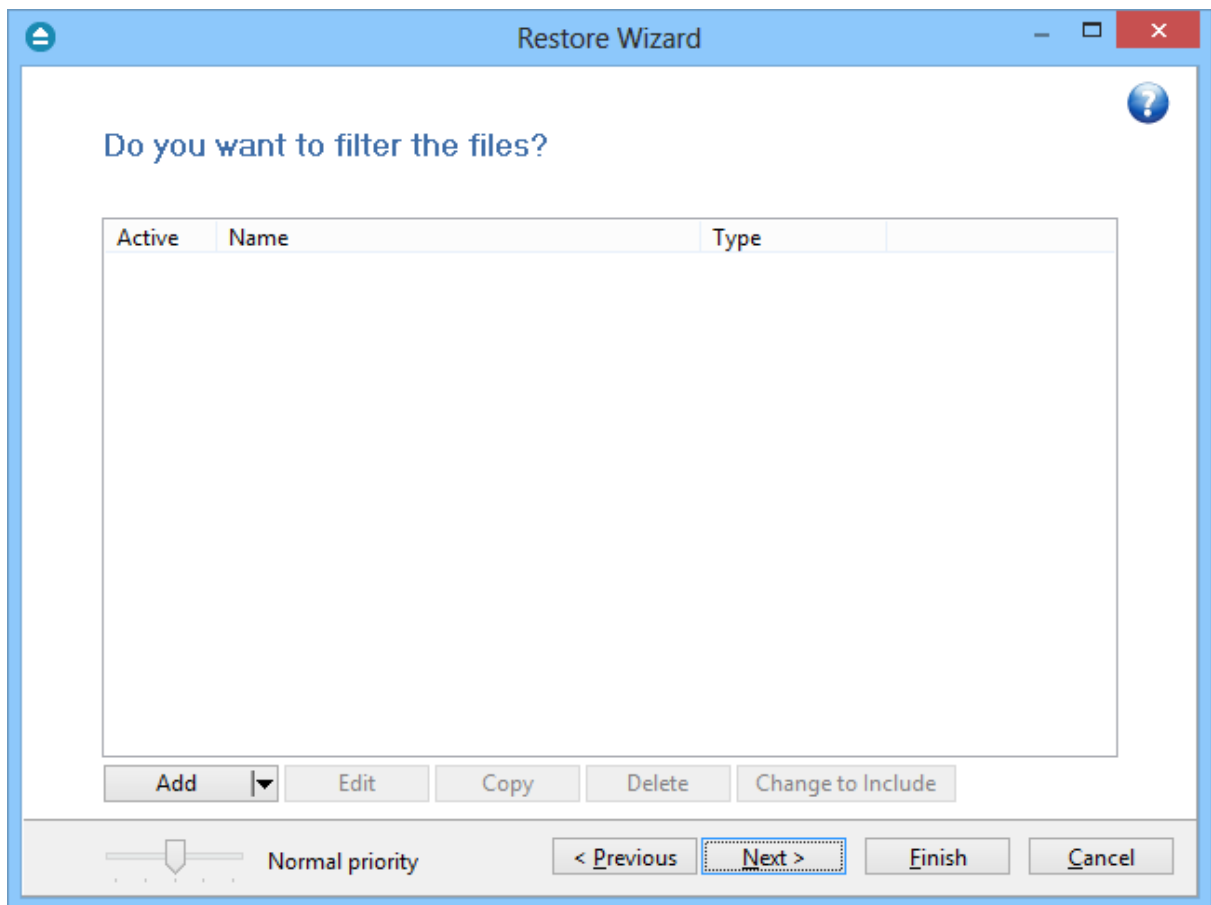 Restore Wizard
Do you want to filter the files?
Active Name Type
Add Edit Copy Delete Change to Include
Normal priority < Previous Next > Finish Cancel